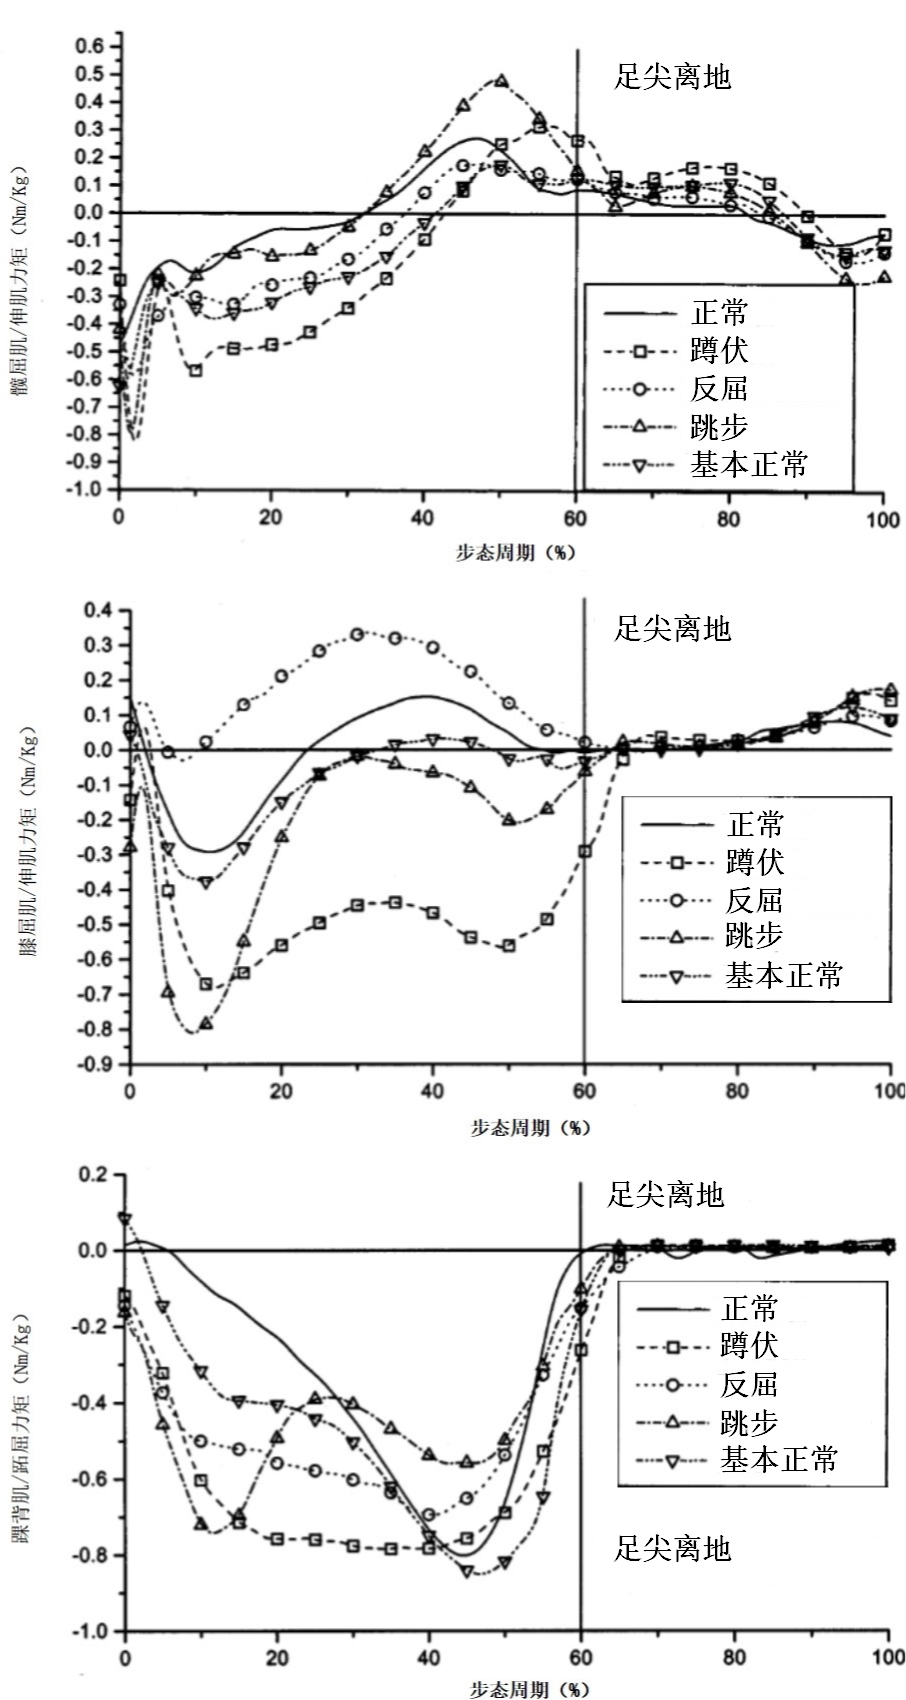 足尖离地
髋屈肌/伸肌力矩(Nm/Kg)
0.6
0.5
0.4
0.3
0.2
0.1
0.0
-0.1
-0.2
-0.3
-0.4
-0.5
-0.6
-0.7
-0.8
-0.9
-1.0
正常
蹲伏
反屈
跳步
基本正常
0 20 40 60 80 100
步态周期(%)
足尖离地
膝屈肌/伸肌力矩(Nm/Kg)
0.4
0.3
0.2
0.1
0.0
-0.1
-0.2
-0.3
-0.4
-0.5
-0.6
-0.7
-0.8
-0.9
正常
蹲伏
反屈
跳步
基本正常
0 20 40 60 80 100
步态周期(%)
足尖离地
踝背肌/跖屈力矩(Nm/Kg)
0.2
0.0
-0.2
-0.4
-0.6
-0.8
-1.0
正常
蹲伏
反屈
跳步
基本正常
足尖离地
0 20 40 60 80 100
步态周期(%)